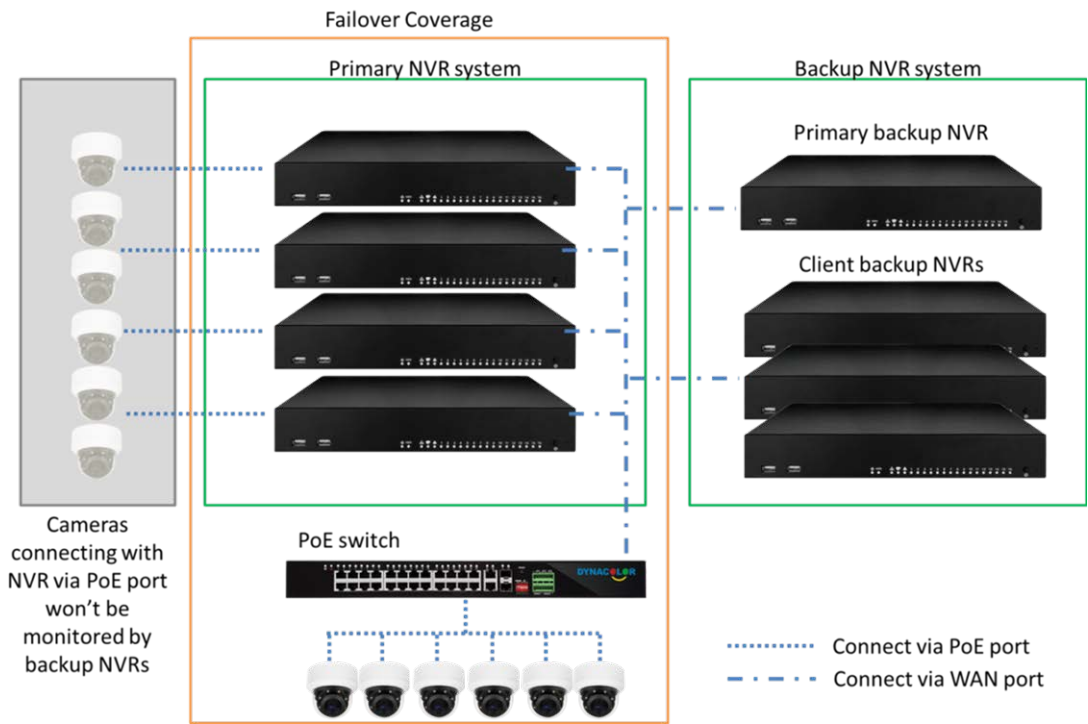 Failover Coverage
Primary NVR system
Backup NVR system
Primary backup NVR
Client backup NVRs
Cameras
connecting with
NVR via PoE port
won't be
monitored by
backup NVRs
PoE switch
DYNACOLOR
Connect via PoE port
Connect via WAN port